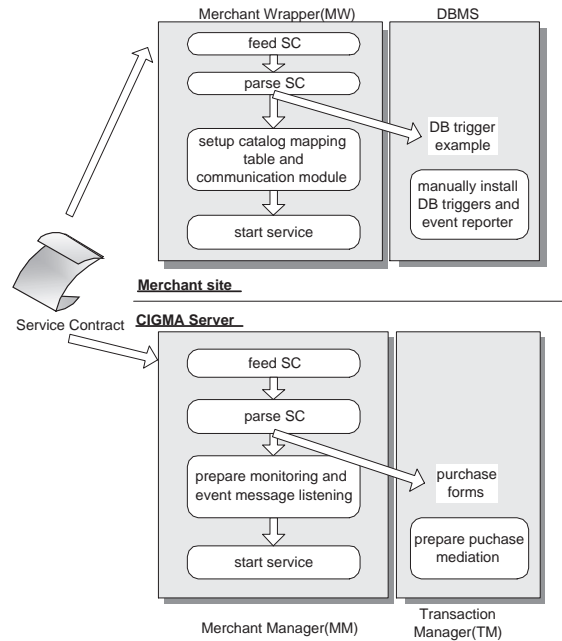 Merchant Wrapper(MW)
DBMS
feed SC
parse SC
setup catalog mapping
table and
communication module
start service
DB trigger
example
manually install
DB triggers and
event reporter
Merchant site
Service Contract
CIGMA Server
feed SC
parse SC
prepare monitoring and
event message listening
start service
purchase
forms
prepare puchase
mediation
Merchant Manager(MM)
Transaction
Manager(TM)